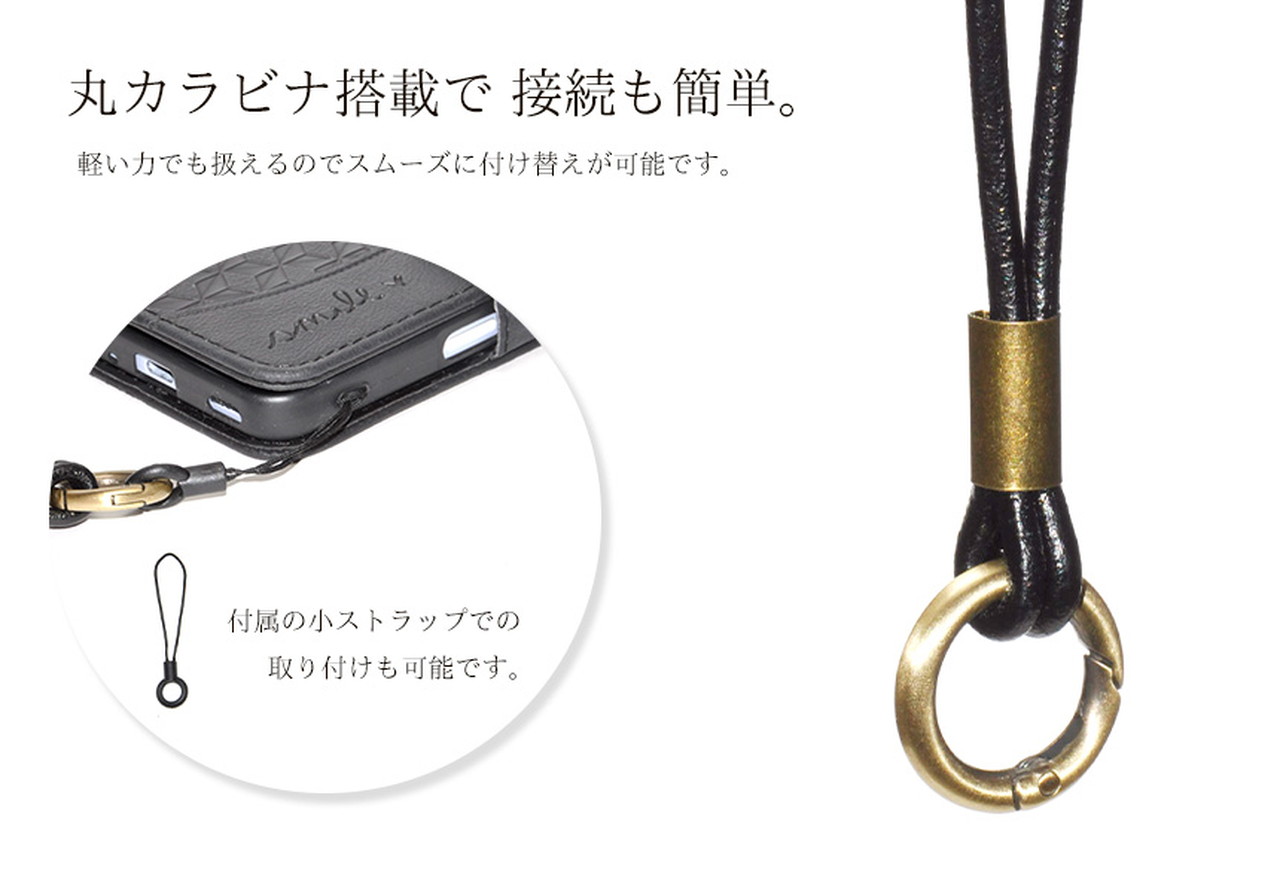 丸カラビナ搭載で 接続も簡単。
軽い力でも扱えるのでスムーズに付け替えが可能です。
smile.
付属の小ストラップでの
取り付けも可能です。